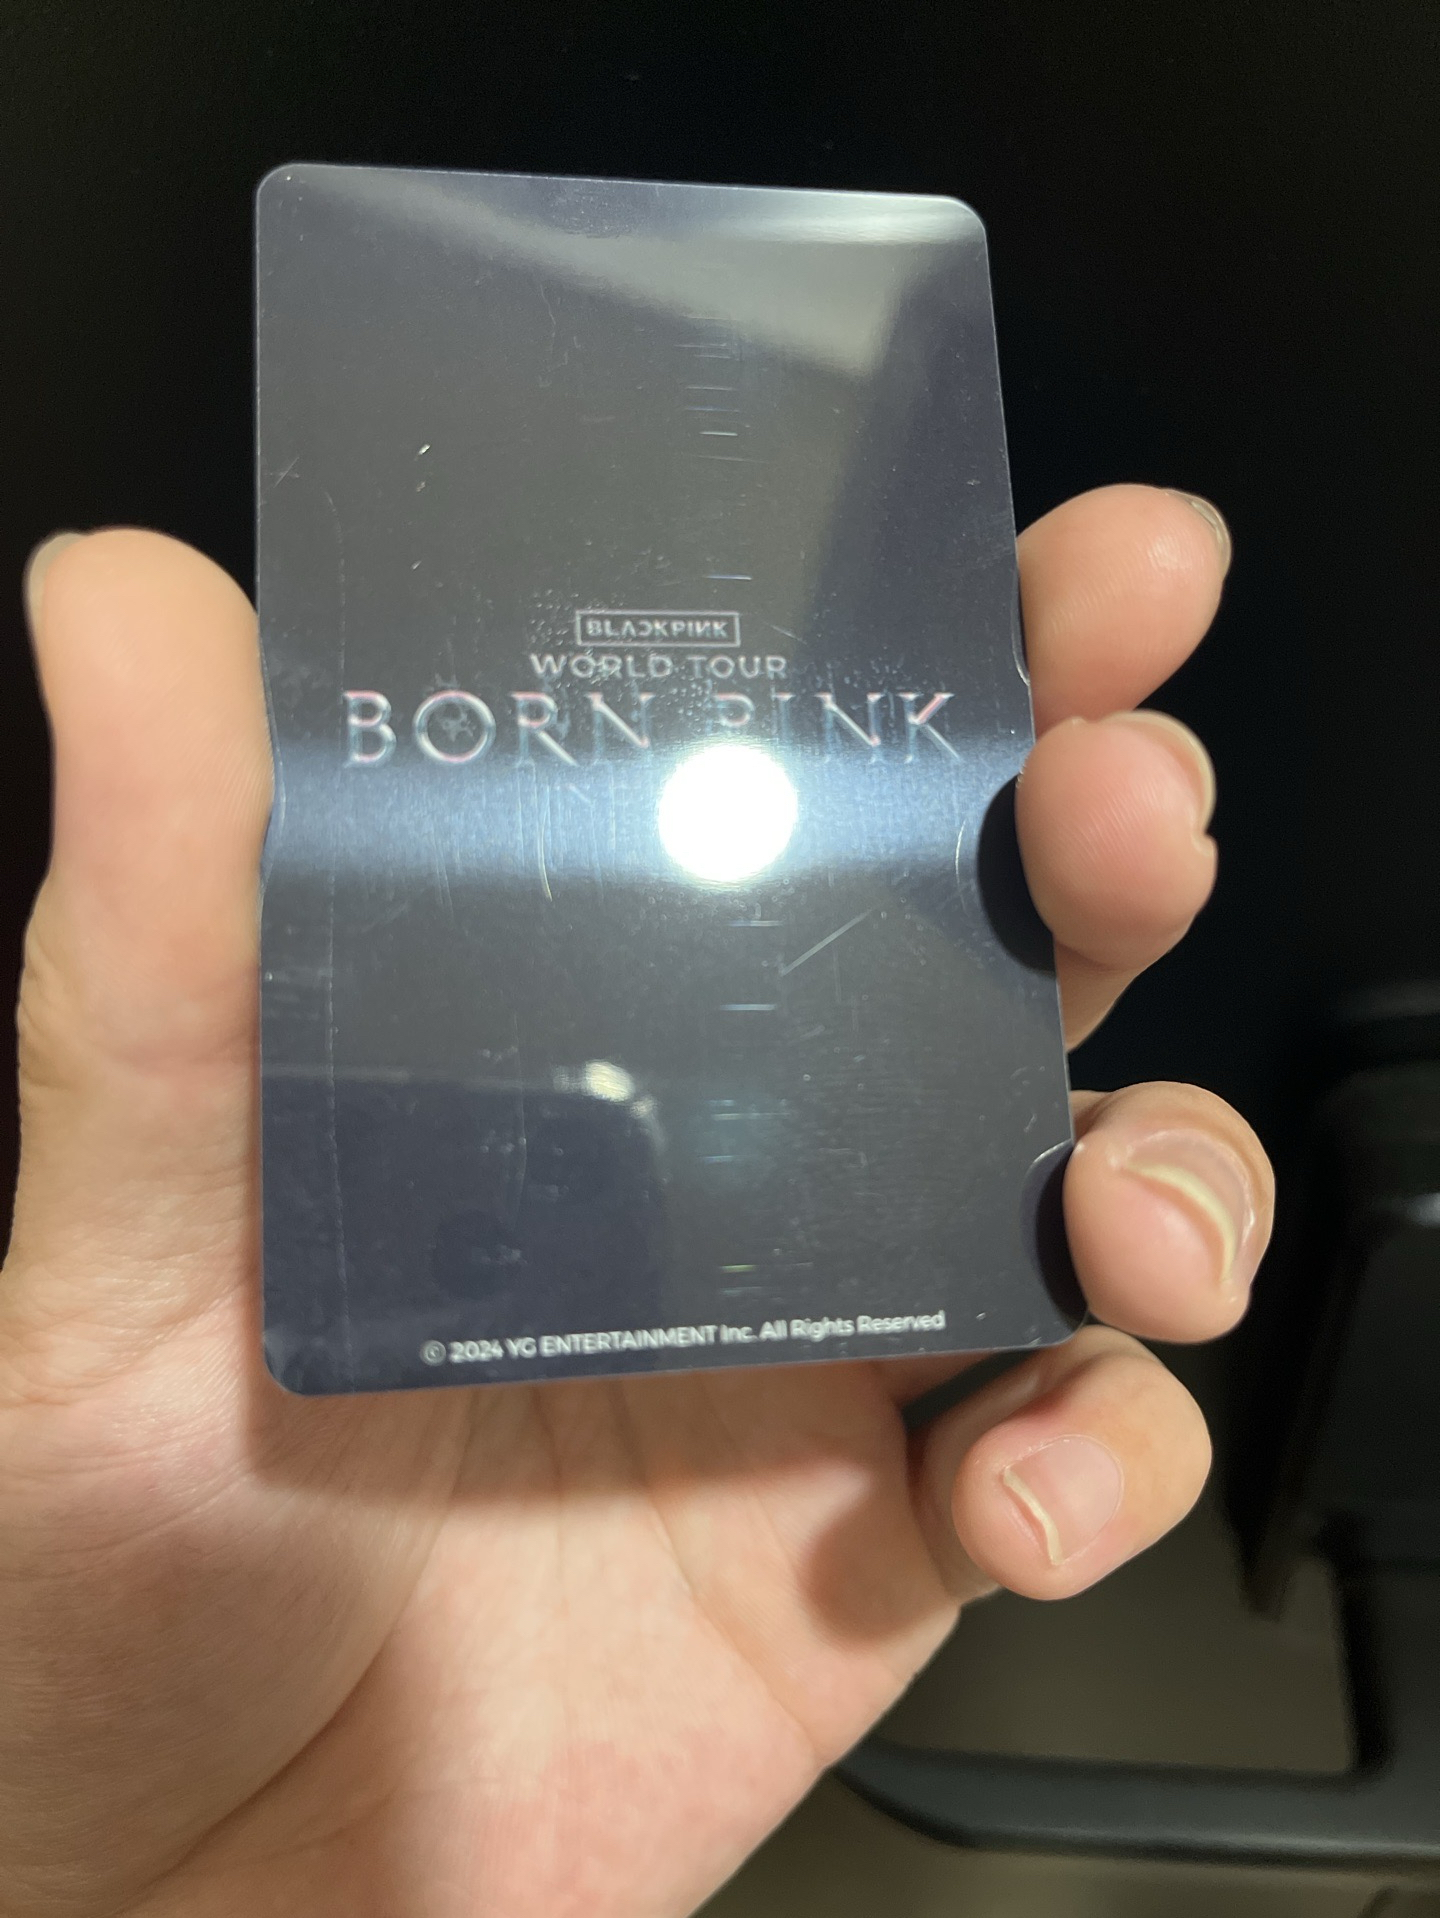 BLACKPINK
WORLD TOUR
BORN PINK
© 2024 YG ENTERTAINMENT Inc. All Rights Reserved